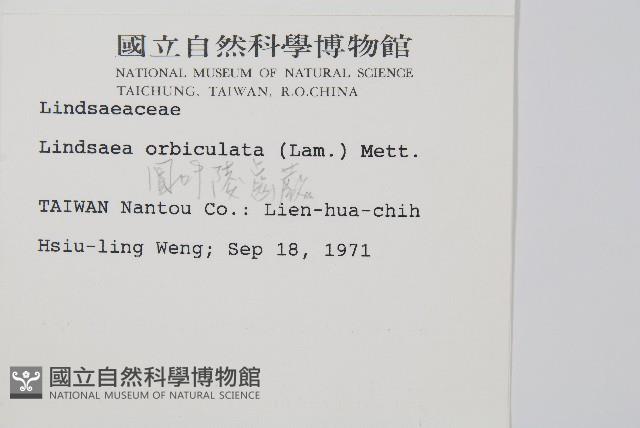 國立自然科學博物館
NATIONAL MUSEUM OF NATURAL SCIENCE
TAICHUNG, TAIWAN, R.O.CHINA
Lindsaeaceae
Lindsaea orbiculata (Lam.) Mett.
圓叶陵齒蕨
TAIWAN Nantou Co.: Lien-hua-chih
Hsiu-ling Weng; Sep 18, 1971
國立自然科學博物館
NATIONAL MUSEUM OF NATURAL SCIENCE